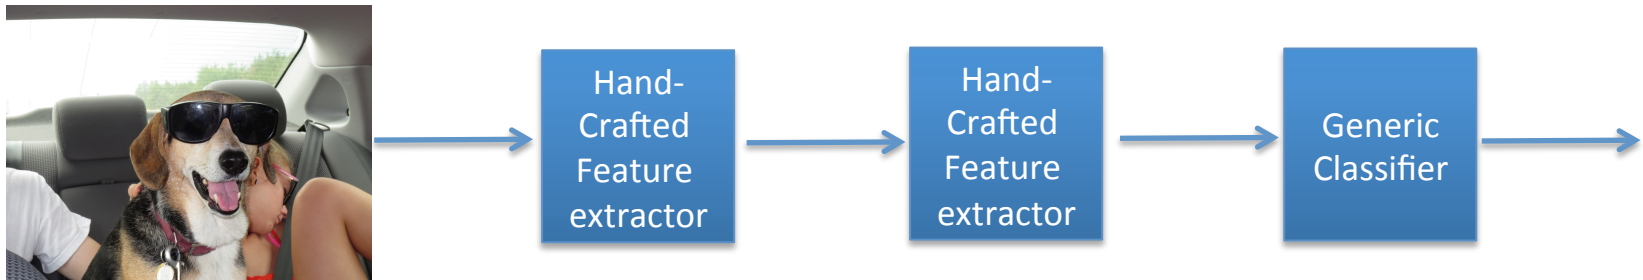 Hand-
Crafted
Feature
extractor
Hand-
Crafted
Feature
extractor
Generic
Classifier